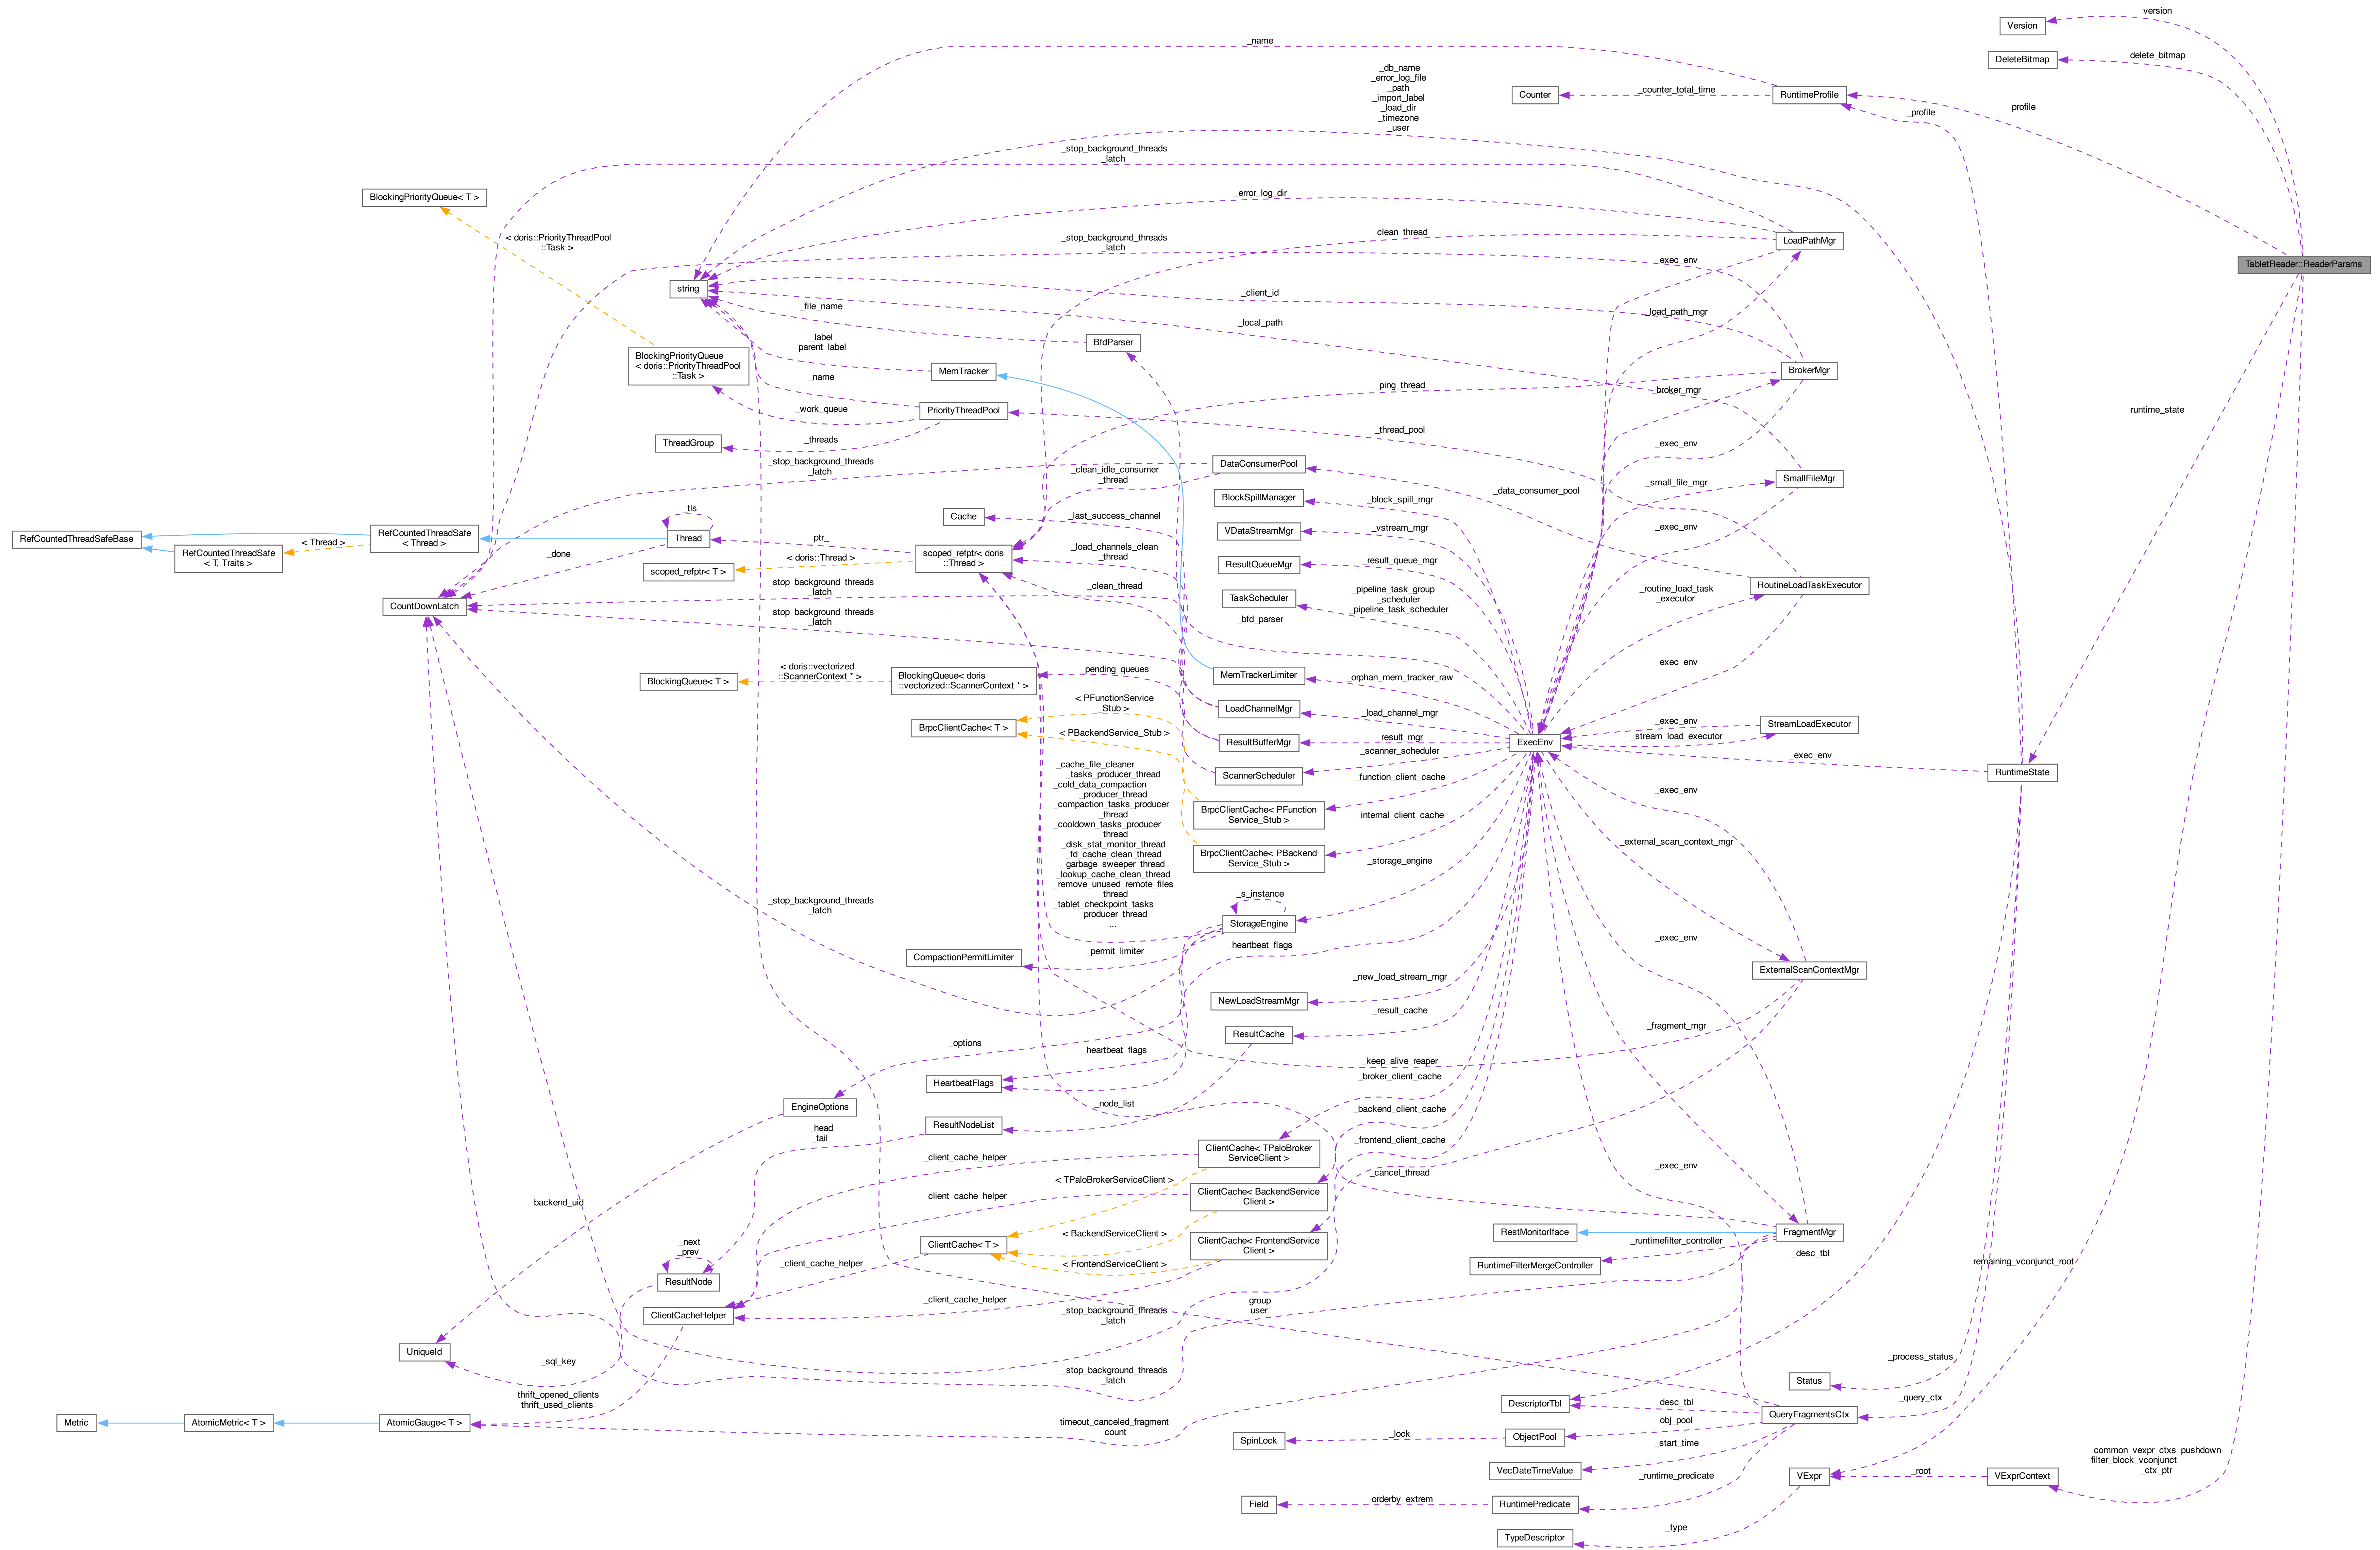 version
Version
delete_bitmap
DeleteBitmap
_name
_db_name
_error_log_file
_path
_import_label
_load_dir
_timezone
_user
Counter
_counter_total_time
RuntimeProfile
profile
_profile
_stop_background_threads
_latch
BlockingPriorityQueue< T >
_error_log_dir
< doris::PriorityThreadPool
::Task >
_stop_background_threads
_latch
_clean_thread
LoadPathMgr
TabletReader::ReaderParams
_exec_env
string
_client_id
_file_name
_load_path_mgr
_local_path
_label
_parent_label
BfdParser
BlockingPriorityQueue
< doris::PriorityThreadPool
::Task >
MemTracker
BrokerMgr
_name
_ping_thread
_broker_mgr
_work_queue
PriorityThreadPool
runtime_state
_threads
ThreadGroup
_thread_pool
_exec_env
_stop_background_threads
_latch
_clean_idle_consumer
_thread
DataConsumerPool
SmallFileMgr
_small_file_mgr
_data_consumer_pool
BlockSpillManager
_block_spill_mgr
_tls
Cache
_last_success_channel
VDataStreamMgr
_vstream_mgr
_exec_env
RefCountedThreadSafeBase
RefCountedThreadSafe
< Thread >
Thread
ptr_
< Thread >
RefCountedThreadSafe
< T, Traits >
_done
scoped_refptr< T >
< doris::Thread >
scoped_refptr< doris
::Thread >
_load_channels_clean
_thread
ResultQueueMgr
_result_queue_mgr
_clean_thread
RoutineLoadTaskExecutor
_routine_load_task
_executor
_stop_background_threads
_latch
TaskScheduler
_pipeline_task_group
_scheduler
_pipeline_task_scheduler
CountDownLatch
_stop_background_threads
_latch
_bfd_parser
_exec_env
BlockingQueue< T >
< doris::vectorized
::ScannerContext * >
BlockingQueue< doris
::vectorized::ScannerContext * >
_pending_queues
MemTrackerLimiter
_orphan_mem_tracker_raw
< PFunctionService
_Stub >
LoadChannelMgr
_load_channel_mgr
BrpcClientCache< T >
< PBackendService_Stub >
_exec_env
StreamLoadExecutor
_stream_load_executor
ResultBufferMgr
_result_mgr
ExecEnv
_scanner_scheduler
_exec_env
RuntimeState
ScannerScheduler
_function_client_cache
_exec_env
_cache_file_cleaner
_tasks_producer_thread
_cold_data_compaction
_producer_thread
_compaction_tasks_producer
_thread
_cooldown_tasks_producer
_thread
_disk_stat_monitor_thread
_fd_cache_clean_thread
_garbage_sweeper_thread
_lookup_cache_clean_thread
_remove_unused_remote_files
_thread
_tablet_checkpoint_tasks
_producer_thread
...
BrpcClientCache< PFunction
Service_Stub >
_internal_client_cache
BrpcClientCache< PBackend
Service_Stub >
_external_scan_context_mgr
_storage_engine
_stop_background_threads
_latch
_s_instance
StorageEngine
_exec_env
_heartbeat_flags
_permit_limiter
CompactionPermitLimiter
ExternalScanContextMgr
_new_load_stream_mgr
NewLoadStreamMgr
_result_cache
_fragment_mgr
ResultCache
_options
_heartbeat_flags
_keep_alive_reaper
HeartbeatFlags
_broker_client_cache
EngineOptions
_node_list
_backend_client_cache
ResultNodeList
_head
_tail
_frontend_client_cache
ClientCache< TPaloBroker
ServiceClient >
_client_cache_helper
_exec_env
_cancel_thread
< TPaloBrokerServiceClient >
_client_cache_helper
ClientCache< BackendService
Client >
backend_uid
RestMonitorIface
FragmentMgr
< BackendServiceClient >
_next
_prev
ClientCache< T >
ClientCache< FrontendService
Client >
_runtimefilter_controller
_desc_tbl
remaining_vconjunct_root
_client_cache_helper
< FrontendServiceClient >
RuntimeFilterMergeController
ResultNode
_client_cache_helper
group
user
_stop_background_threads
_latch
ClientCacheHelper
UniqueId
_sql_key
_stop_background_threads
_latch
_process_status
Status
thrift_opened_clients
thrift_used_clients
_query_ctx
DescriptorTbl
desc_tbl
QueryFragmentsCtx
Metric
AtomicMetric< T >
AtomicGauge< T >
timeout_canceled_fragment
_count
obj_pool
SpinLock
_lock
ObjectPool
_start_time
VecDateTimeValue
common_vexpr_ctxs_pushdown
filter_block_vconjunct
_ctx_ptr
_runtime_predicate
VExpr
_root
VExprContext
Field
_orderby_extrem
RuntimePredicate
_type
TypeDescriptor